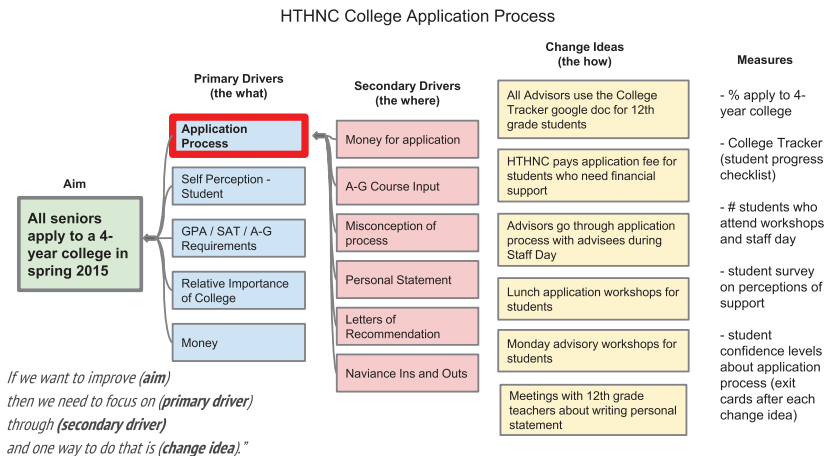 HTHNC College Application Process
Primary Drivers
(the what)
Secondary Drivers
(the where)
Change Ideas
(the how)
Measures
Aim
All seniors
apply to a 4-
year college in
spring 2015
Application
Process
Self Perception -
Student
GPA / SAT / A-G
Requirements
Relative Importance
of College
Money
Money for application
A-G Course Input
Misconception of
process
Personal Statement
Letters of
Recommendation
Naviance Ins and Outs
All Advisors use the College
Tracker google doc for 12th
grade students
HTHNC pays application fee for
students who need financial
support
Advisors go through application
process with advisees during
Staff Day
Lunch application workshops for
students
Monday advisory workshops for
students
Meetings with 12th grade
teachers about writing personal
statement
- % apply to 4-
year college
- College Tracker
(student progress
checklist)
- # students who
attend workshops
and staff day
- student survey
on perceptions of
support
- student
confidence levels
about application
process (exit
cards after each
change idea)
If we want to improve (aim)
then we need to focus on (primary driver)
through (secondary driver)
and one way to do that is (change idea).”